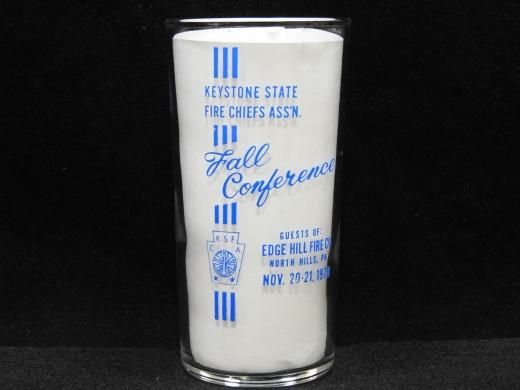 KEYSTONE STATE
FIRE CHIEFS ASS'N.
Fall
Conference
GUESTS OF:
EDGE HILL FIRE CO
NORTH HILLS, PA
NOV. 20-21,
KSF
C A